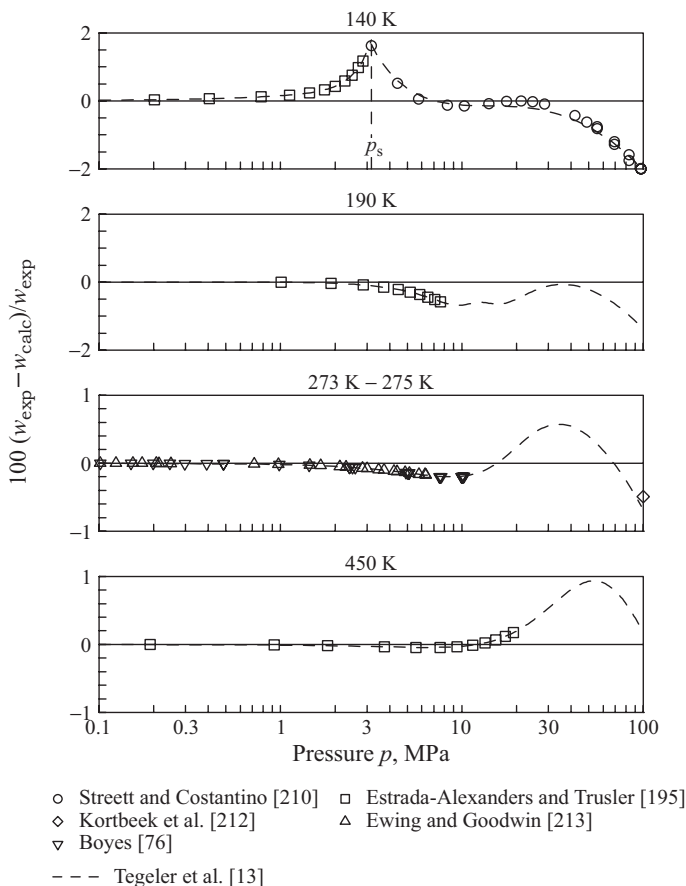 140 K
2
0
−2
p_s
190 K
2
0
−2
100 (w_exp−w_calc)/w_exp
273 K – 275 K
1
0
−1
450 K
1
0
−1
0.1 0.3 1 3 10 30 100
Pressure p, MPa
Streett and Costantino [210]
Estrada-Alexanders and Trusler [195]
Kortbeek et al. [212]
Ewing and Goodwin [213]
Boyes [76]
Tegeler et al. [13]